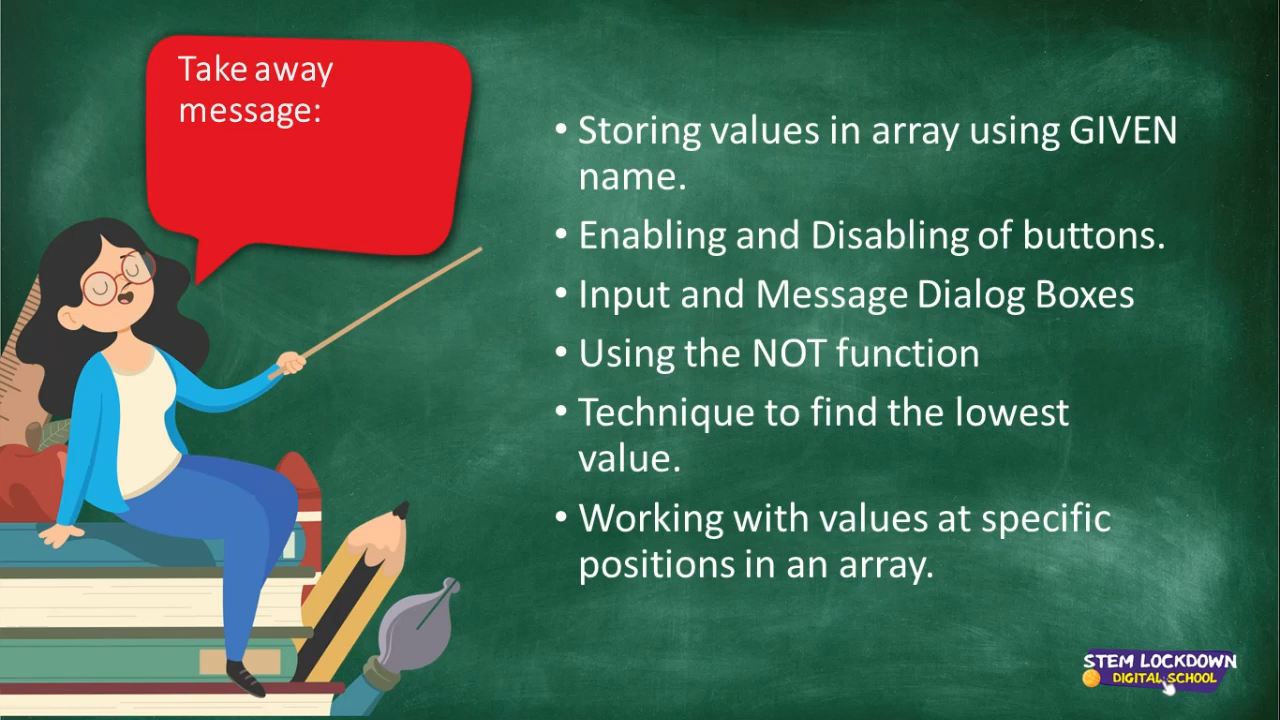 Take away
message:
• Storing values in array using GIVEN
name.
• Enabling and Disabling of buttons.
• Input and Message Dialog Boxes
• Using the NOT function
• Technique to find the lowest
value.
• Working with values at specific
positions in an array.
STEM LOCKDOWN
DIGITAL SCHOOL